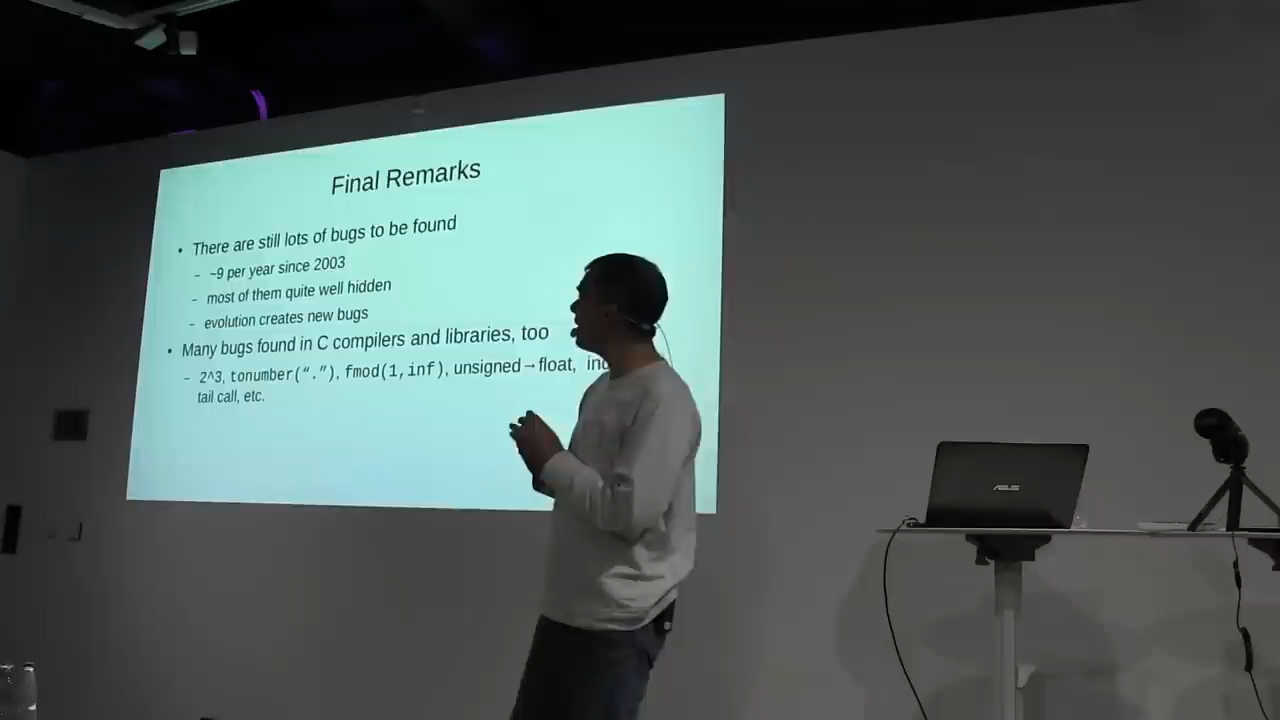 Final Remarks
• There are still lots of bugs to be found
– ~9 per year since 2003
– most of them quite well hidden
– evolution creates new bugs
• Many bugs found in C compilers and libraries, too
– 2^3, tonumber(“.”), fmod(1,inf), unsigned→float,
tail call, etc.
ASUS